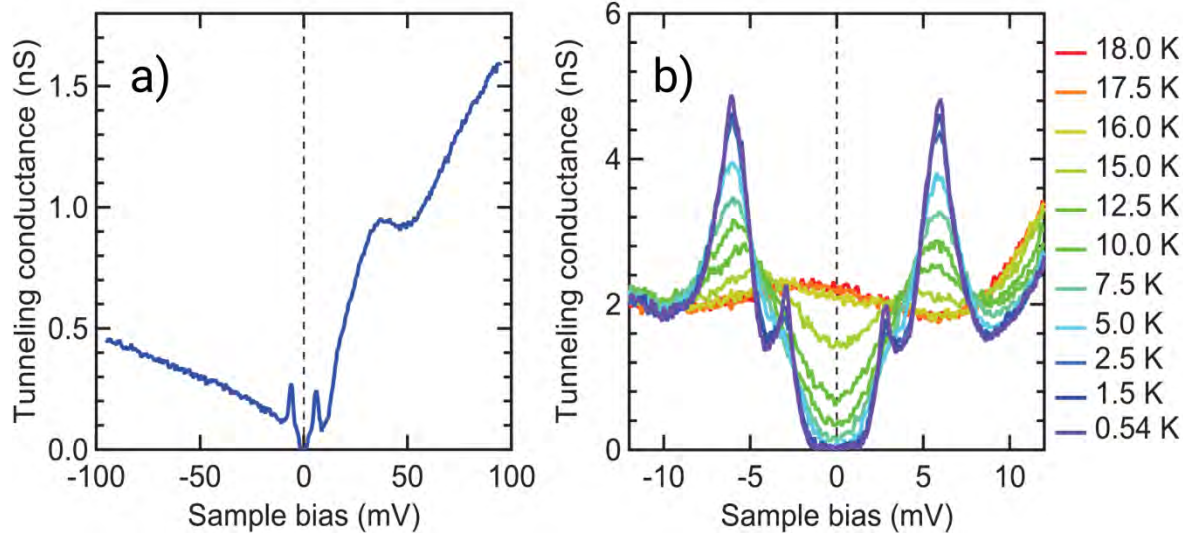 a)
Tunneling conductance (nS)
1.5
1.0
0.5
0.0
-100
-50
0
50
100
Sample bias (mV)
b)
Tunneling conductance (nS)
6
4
2
0
-10
-5
0
5
10
Sample bias (mV)
18.0 K
17.5 K
16.0 K
15.0 K
12.5 K
10.0 K
7.5 K
5.0 K
2.5 K
1.5 K
0.54 K